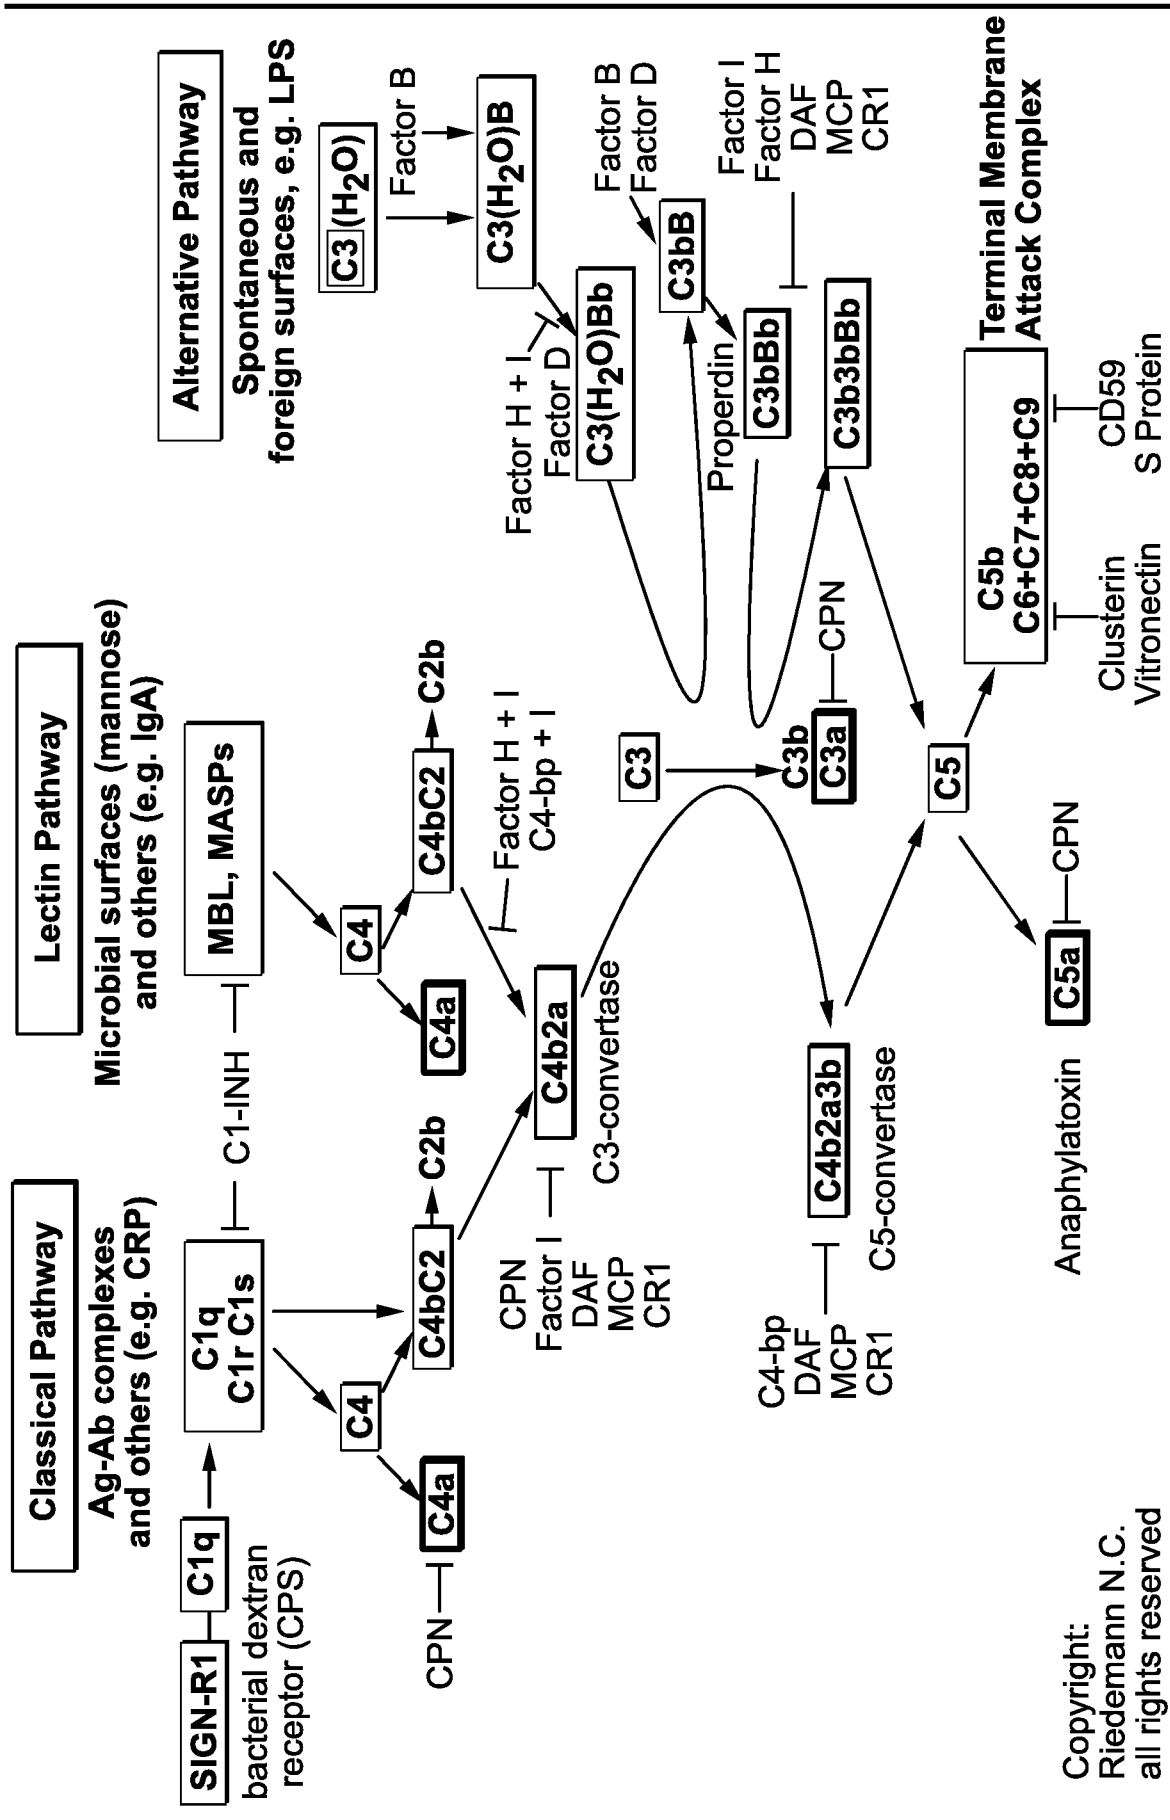 Classical Pathway
Ag-Ab complexes
and others (e.g. CRP)
SIGN-R1
C1q
bacterial dextran
receptor (CPS)
C1q
C1r C1s
C1-INH
C4
C4a
CPN
C4bC2
C2b
Lectin Pathway
Microbial surfaces (mannose)
and others (e.g. IgA)
MBL, MASPs
C4
C4a
C4bC2
C2b
Factor H + I
C4-bp + I
C4b2a
C3-convertase
CPN
Factor I
DAF
MCP
CR1
Alternative Pathway
Spontaneous and
foreign surfaces, e.g. LPS
C3 (H2O)
Factor B
C3(H2O)B
Factor H + I
Factor D
C3(H2O)Bb
Factor B
Factor D
C3bB
Properdin
C3bBb
Factor I
Factor H
DAF
MCP
CR1
C3b3bBb
C3
C3b
C3a
CPN
C4b2a3b
C5-convertase
C4-bp
DAF
MCP
CR1
C5
C5a
CPN
Anaphylatoxin
Terminal Membrane
Attack Complex
C5b
C6+C7+C8+C9
Clusterin
Vitronectin
CD59
S Protein
Copyright:
Riedemann N.C.
all rights reserved